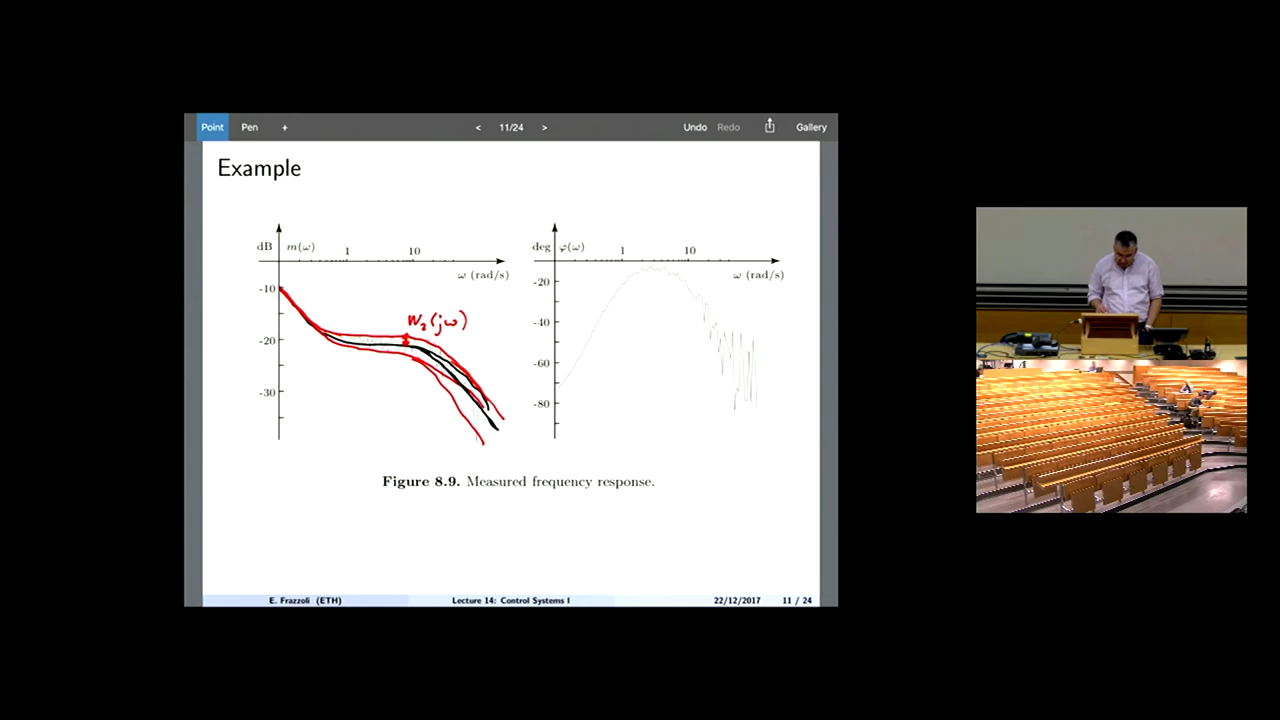 Point Pen + < 11/24 > Undo Redo Gallery
Example
dB m(ω) 1 10
ω (rad/s)
-10
-20
-30
W₂(jω)
deg φ(ω) 1 10
ω (rad/s)
-20
-40
-60
-80
Figure 8.9. Measured frequency response.
E. Frazzoli (ETH) Lecture 14: Control Systems I 22/12/2017 11 / 24